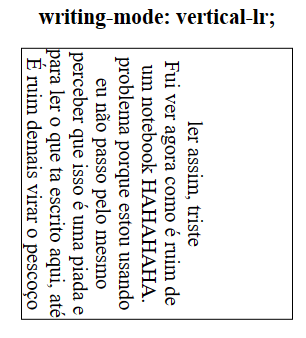 writing-mode: vertical-lr;
É ruim demais virar o pescoço
para ler o que ta escrito aqui, até
perceber que isso é uma piada e
eu não passo pelo mesmo
problema porque estou usando
um notebook HAHAHAHA.
Fui ver agora como é ruim de
ler assim, triste